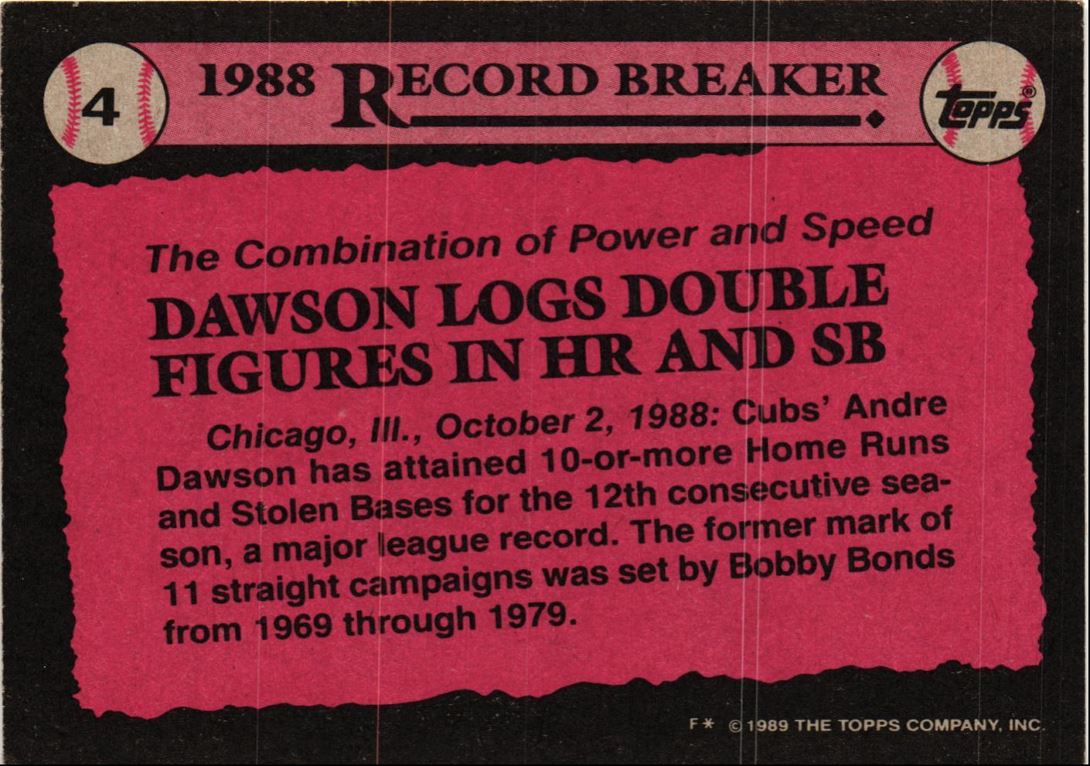 4
1988 RECORD BREAKER
topps®
The Combination of Power and Speed
DAWSON LOGS DOUBLE
FIGURES IN HR AND SB
Chicago, Ill., October 2, 1988: Cubs' Andre
Dawson has attained 10-or-more Home Runs
and Stolen Bases for the 12th consecutive sea-
son, a major league record. The former mark of
11 straight campaigns was set by Bobby Bonds
from 1969 through 1979.
F* © 1989 THE TOPPS COMPANY, INC.